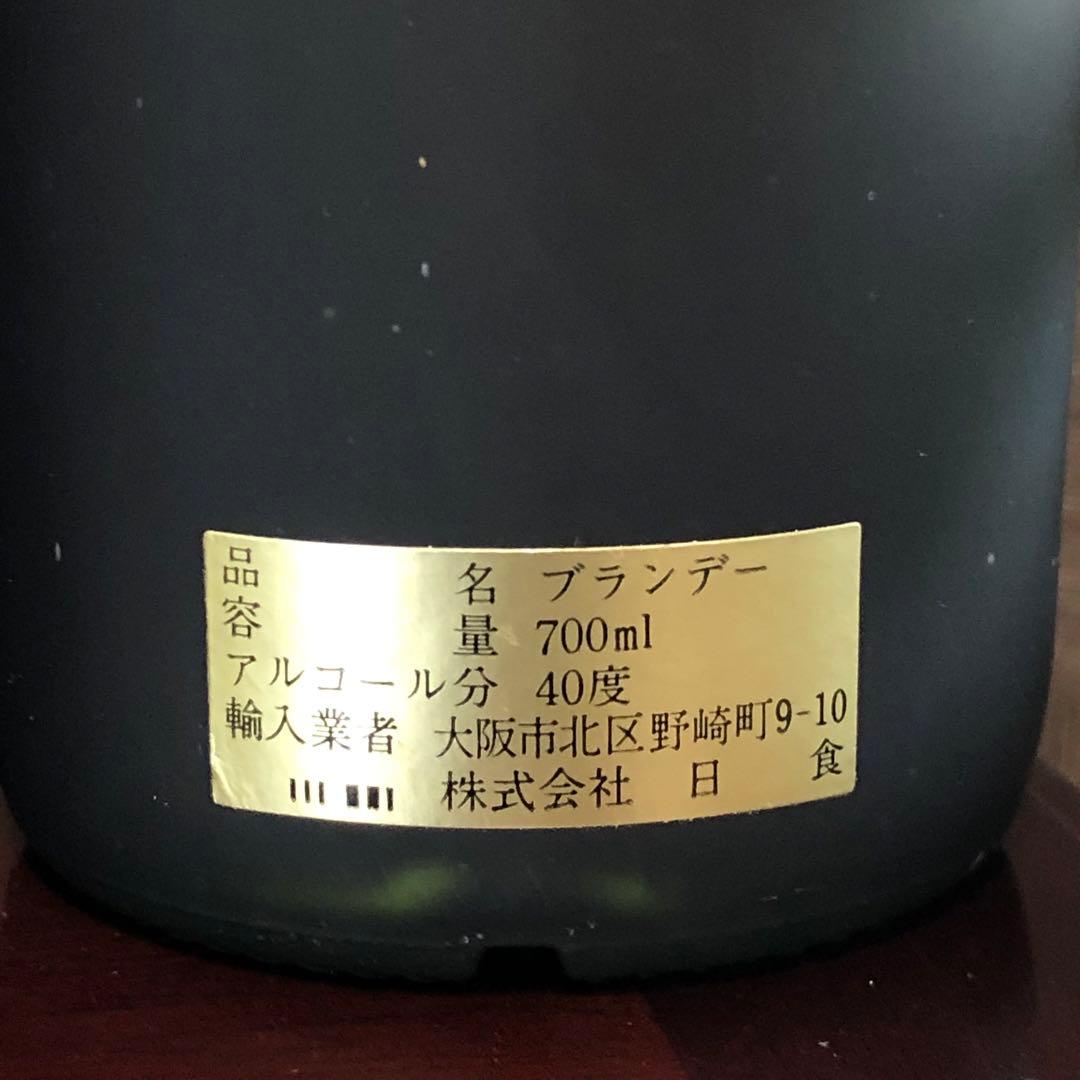 品名 ブランデー
容量 700ml
アルコール分 40度
輸入業者 大阪市北区野崎町9-10
株式会社 日食